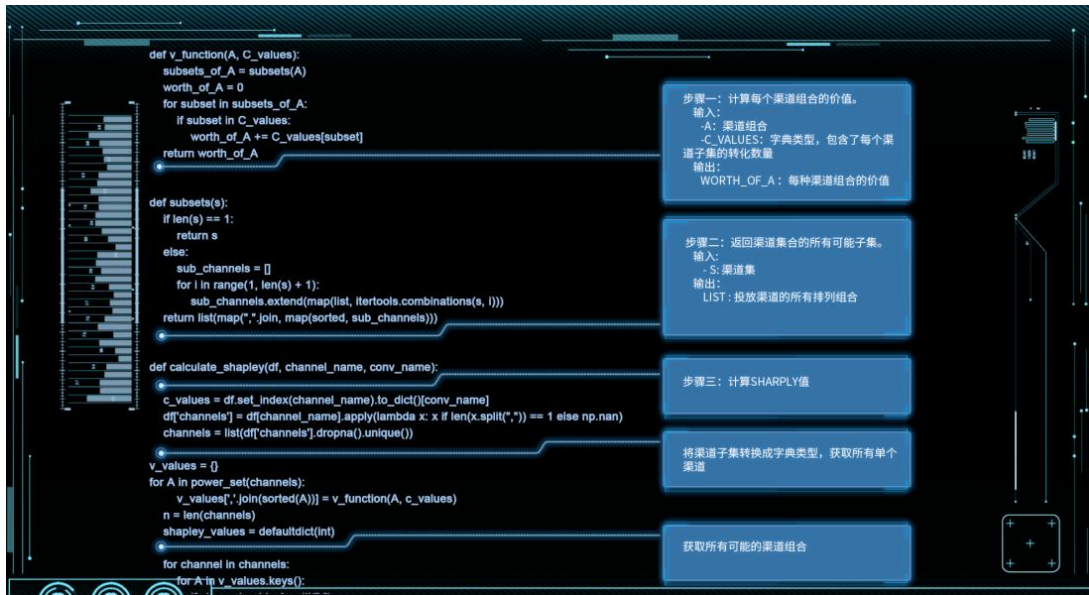 def v_function(A, C_values):
subsets_of_A = subsets(A)
worth_of_A = 0
for subset in subsets_of_A:
if subset in C_values:
worth_of_A += C_values[subset]
return worth_of_A
步骤一：计算每个渠道组合的价值。
输入：
-A：渠道组合
-C_VALUES：字典类型，包含了每个渠
道子集的转化数量
输出：
WORTH_OF_A：每种渠道组合的价值
def subsets(s):
if len(s) == 1:
return s
else:
sub_channels = []
for i in range(1, len(s) + 1):
sub_channels.extend(map(list, itertools.combinations(s, i)))
return list(map(",".join, map(sorted, sub_channels)))
步骤二：返回渠道集合的所有可能子集。
输入:
- S: 渠道集
输出：
LIST : 投放渠道的所有排列组合
def calculate_shapley(df, channel_name, conv_name):
步骤三：计算SHARPLY值
c_values = df.set_index(channel_name).to_dict()[conv_name]
df['channels'] = df[channel_name].apply(lambda x: x if len(x.split(",")) == 1 else np.nan)
channels = list(df['channels'].dropna().unique())
将渠道子集转换成字典类型，获取所有单个
渠道
v_values = {}
for A in power_set(channels):
v_values[','.join(sorted(A))] = v_function(A, c_values)
n = len(channels)
shapley_values = defaultdict(int)
获取所有可能的渠道组合
for channel in channels:
for A in v_values.keys():